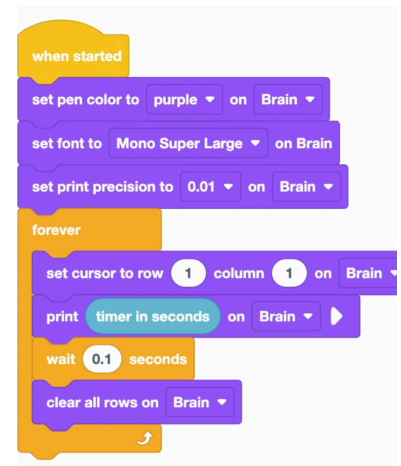 when started
set pen color to purple on Brain
set font to Mono Super Large on Brain
set print precision to 0.01 on Brain
forever
set cursor to row 1 column 1 on Brain
print timer in seconds on Brain
wait 0.1 seconds
clear all rows on Brain